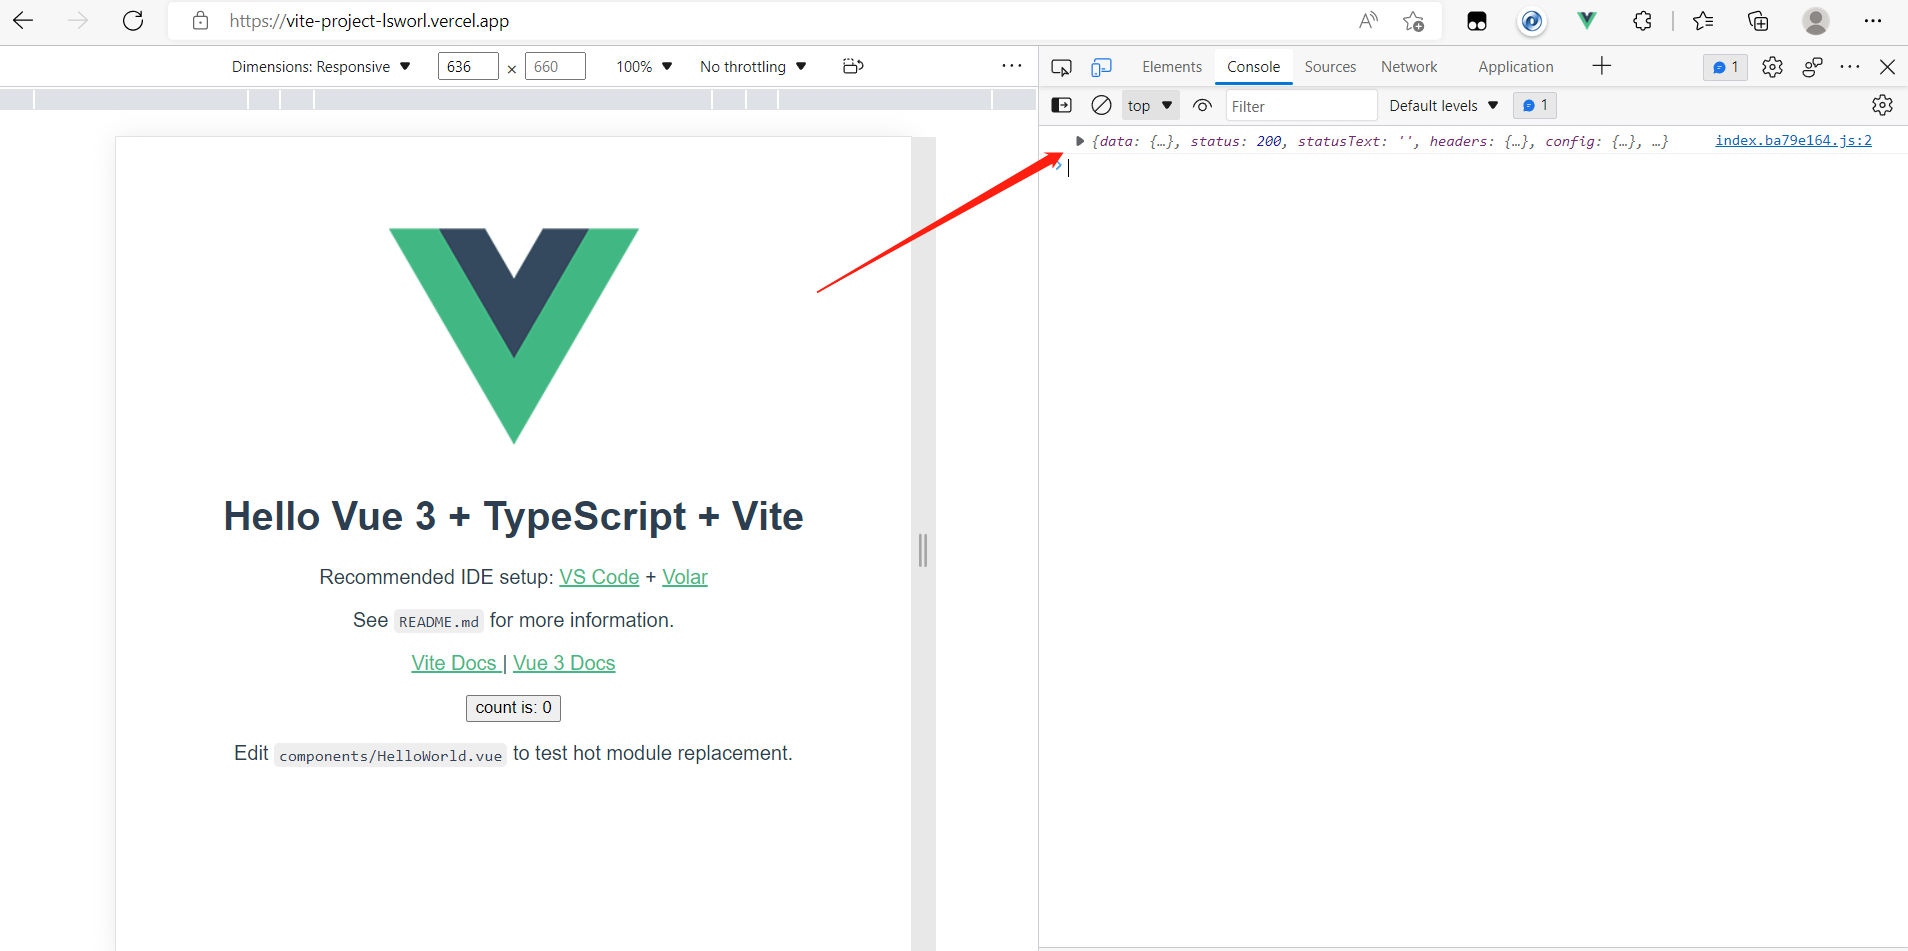 https://vite-project-lsworl.vercel.app
Dimensions: Responsive 636 × 660 100% No throttling
Elements Console Sources Network Application 1
top Filter Default levels 1
{data: {…}, status: 200, statusText: '', headers: {…}, config: {…}, …} index.ba79e164.js:2
Hello Vue 3 + TypeScript + Vite
Recommended IDE setup: VS Code + Volar
See README.md for more information.
Vite Docs | Vue 3 Docs
count is: 0
Edit components/HelloWorld.vue to test hot module replacement.